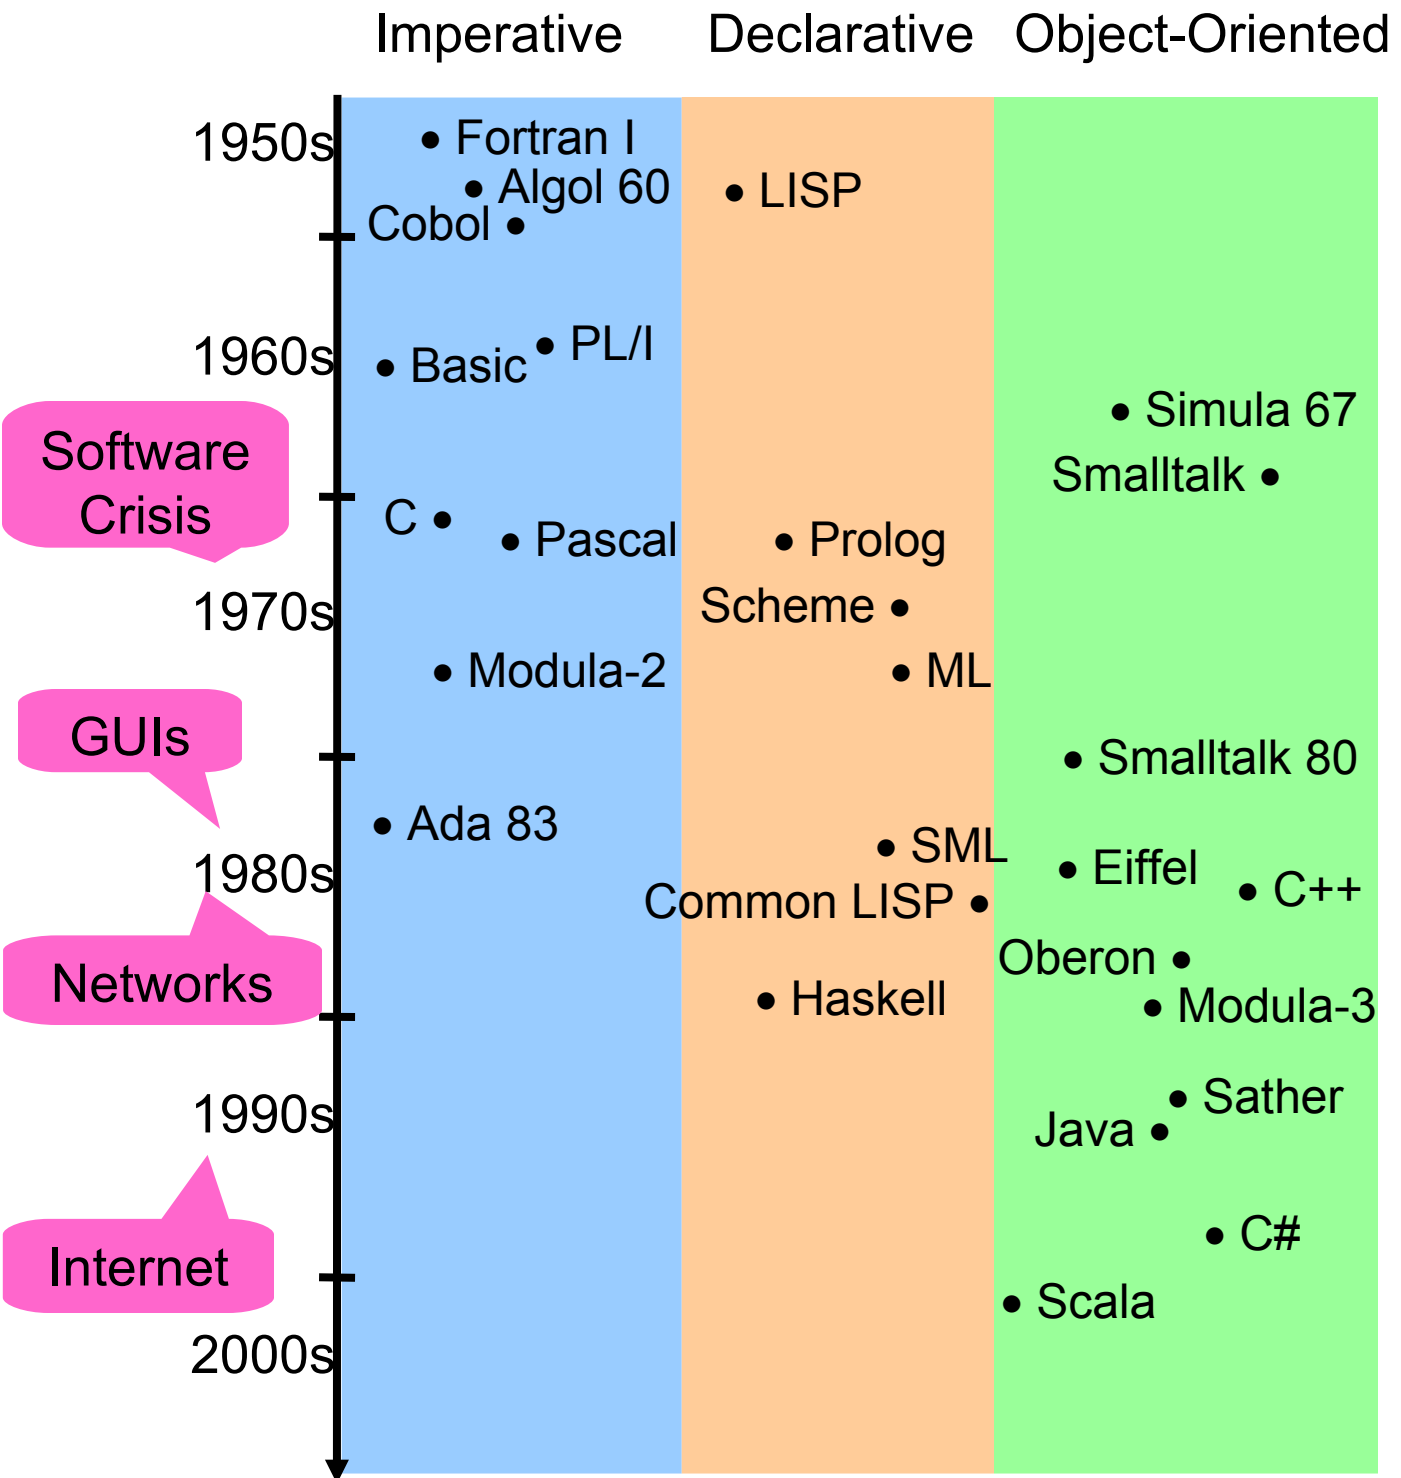 Imperative Declarative Object-Oriented
1950s
Fortran I
Algol 60
LISP
Cobol
1960s
PL/I
Basic
Simula 67
Software
Crisis
Smalltalk
C
Pascal
Prolog
1970s
Scheme
Modula-2
ML
GUIs
Smalltalk 80
Ada 83
SML
1980s
Eiffel
C++
Common LISP
Oberon
Networks
Haskell
Modula-3
1990s
Sather
Java
C#
Internet
Scala
2000s